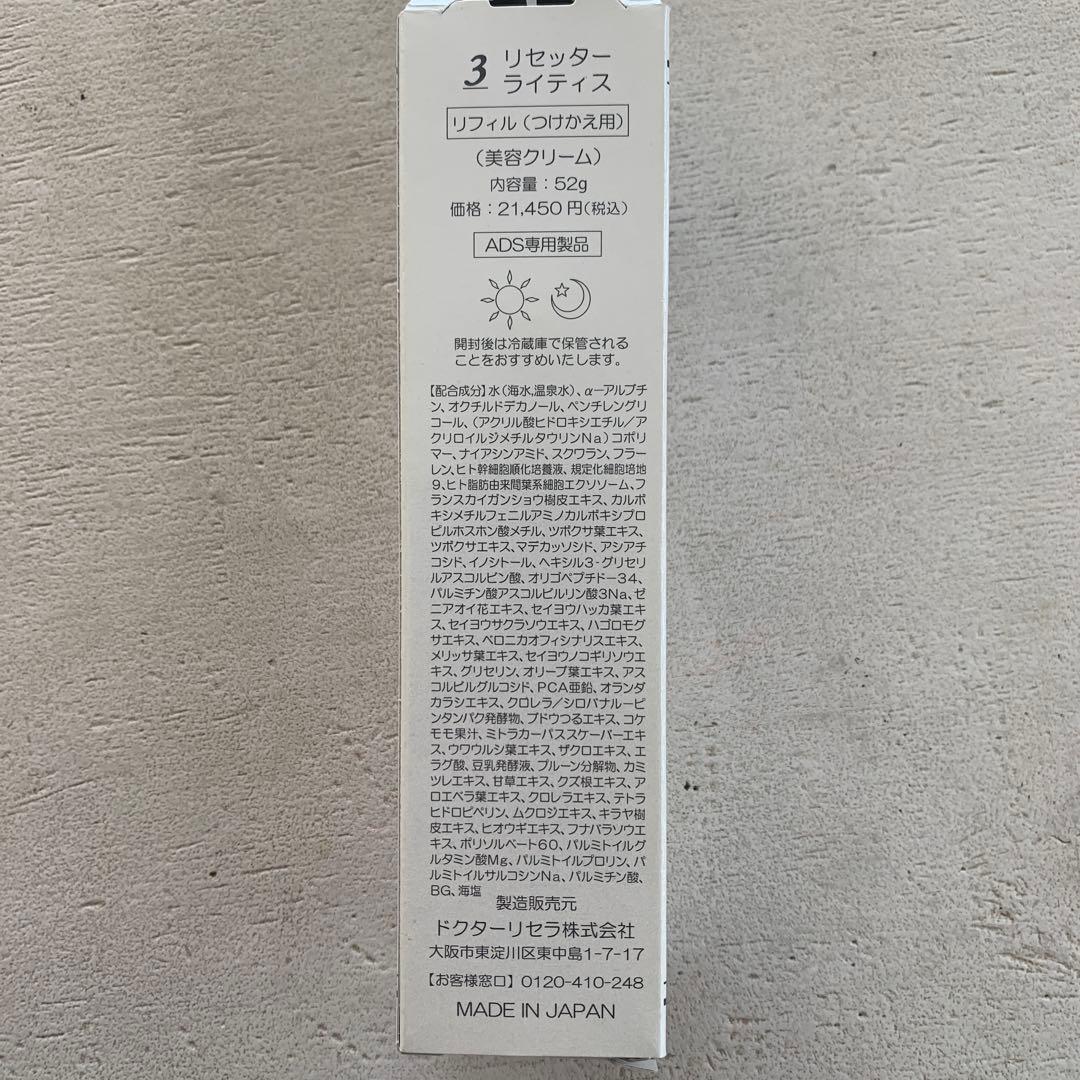 3 リセッター
ライティス
リフィル(つけかえ用)
(美容クリーム)
内容量:52g
価格:21,450円(税込)
ADS専用製品
開封後は冷蔵庫で保管される
ことをおすすめいたします。
【配合成分】水(海水,温泉水)、α-アルブチ
ン、オクチルドデカノール、ペンチレングリ
コール、(アクリル酸ヒドロキシエチル/ア
クリロイルジメチルタウリンNa)コポリ
マー、ナイアシンアミド、スクワラン、フラー
レン、ヒト幹細胞順化培養液、規定化細胞培地
9、ヒト脂肪由来間葉系細胞エクソソーム、フ
ランスカイガンショウ樹皮エキス、カルボ
キシメチルフェニルアミノカルボキシプロ
ピルホスホン酸メチル、ツボクサ葉エキス、
ツボクサエキス、マデカッソシド、アシアチ
コシド、イノシトール、ヘキシル3-グリセリ
ルアスコルビン酸、オリゴペプチド-34、
パルミチン酸アスコルビルリン酸3Na、ゼ
ニアオイ花エキス、セイヨウハッカ葉エキ
ス、セイヨウサクラソウエキス、ハゴロモグ
サエキス、ベロニカオフィシナリスエキス、
メリッサ葉エキス、セイヨウノコギリソウエ
キス、グリセリン、オリーブ葉エキス、アス
コルビルグルコシド、PCA亜鉛、オランダ
カラシエキス、クロレラ/シロバナルーピ
ンタンパク発酵物、ブドウつるエキス、コケ
モモ果汁、ミトラカーパススケーバーエキ
ス、ウワウルシ葉エキス、ザクロエキス、エ
ラグ酸、豆乳発酵液、プルーン分解物、カミ
ツレエキス、甘草エキス、クズ根エキス、ア
ロエベラ葉エキス、クロレラエキス、テトラ
ヒドロピペリン、ムクロジエキス、キラヤ樹
皮エキス、ヒオウギエキス、フナバラソウエ
キス、ポリソルベート60、パルミトイルグ
ルタミン酸Mg、パルミトイルプロリン、パ
ルミトイルサルコシンNa、パルミチン酸、
BG、海塩
製造販売元
ドクターリセラ株式会社
大阪市東淀川区東中島1-7-17
【お客様窓口】0120-410-248
MADE IN JAPAN